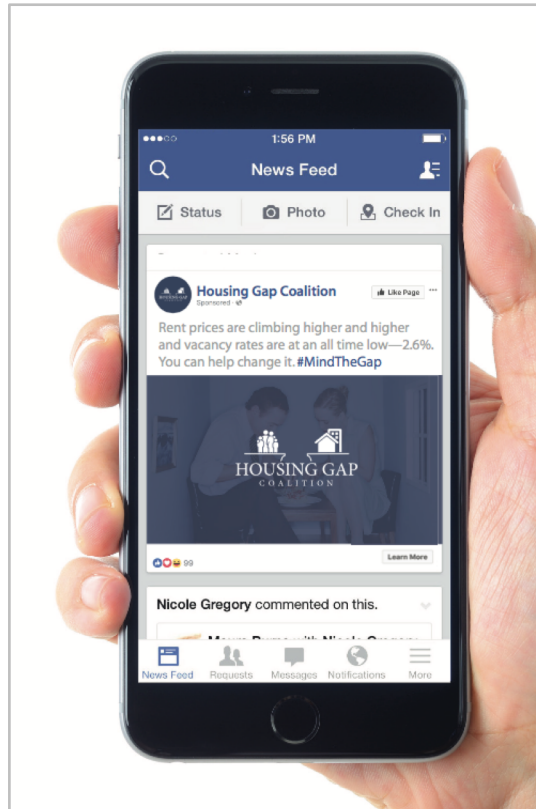 1:56 PM
News Feed
Status Photo Check In
Housing Gap Coalition Like Page
Sponsored
Rent prices are climbing higher and higher
and vacancy rates are at an all time low—2.6%.
You can help change it. #MindTheGap
HOUSING GAP
COALITION
99 Learn More
Nicole Gregory commented on this.
News Feed Requests Messages Notifications More